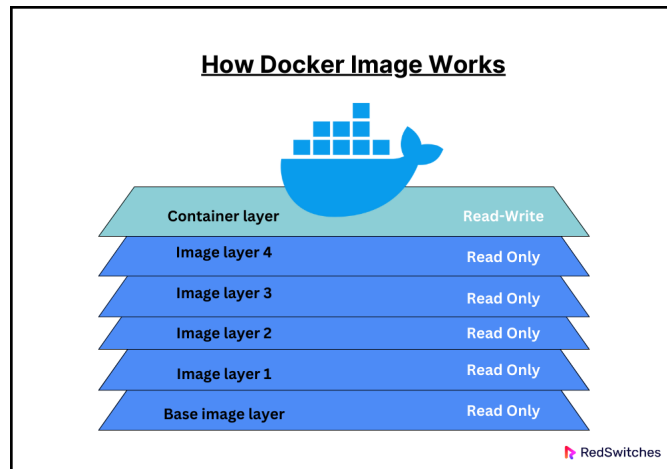 How Docker Image Works
Container layer Read-Write
Image layer 4 Read Only
Image layer 3 Read Only
Image layer 2 Read Only
Image layer 1 Read Only
Base image layer Read Only
RedSwitches